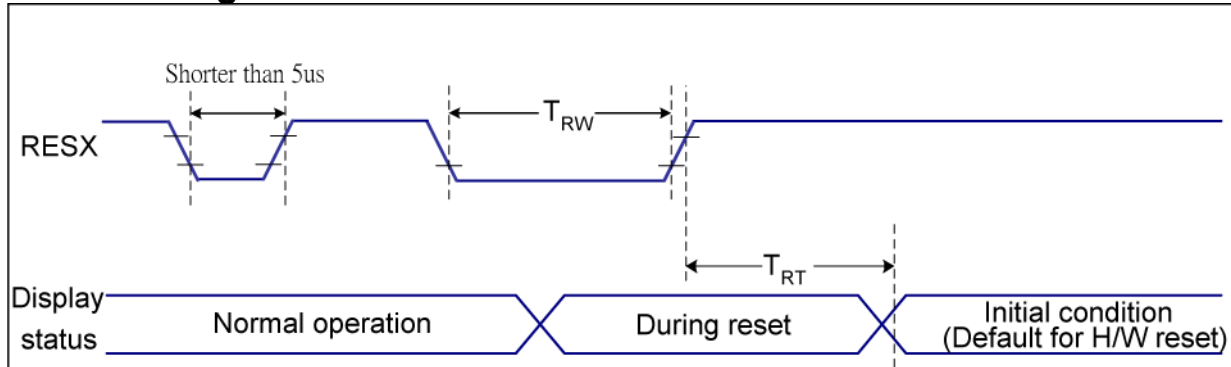 Shorter than 5us
RESX
TRW
TRT
Display
status
Normal operation
During reset
Initial condition
(Default for H/W reset)